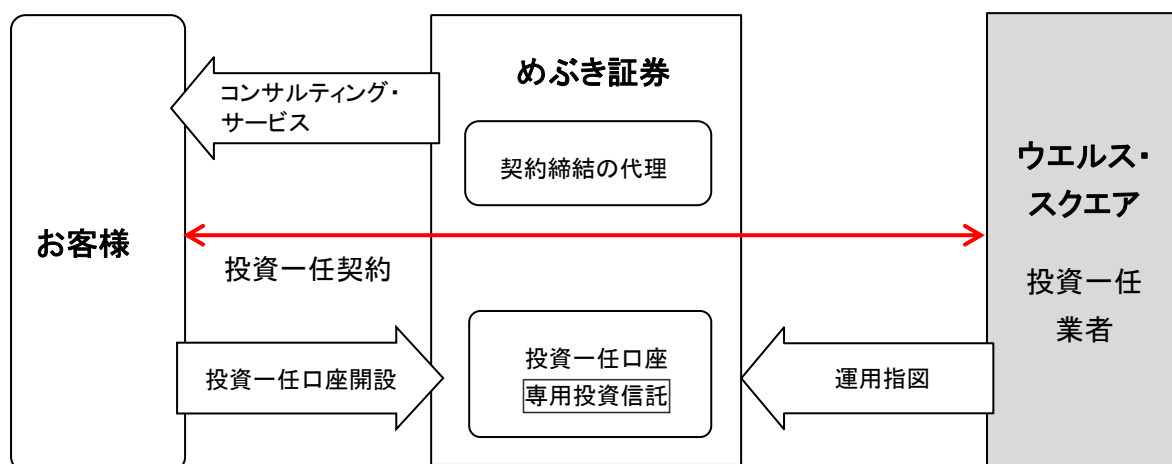 めぶき証券
コンサルティング・
サービス
契約締結の代理
ウエルス・
スクエア
お客様
投資一任契約
投資一任
業者
投資一任口座開設
投資一任口座
専用投資信託
運用指図